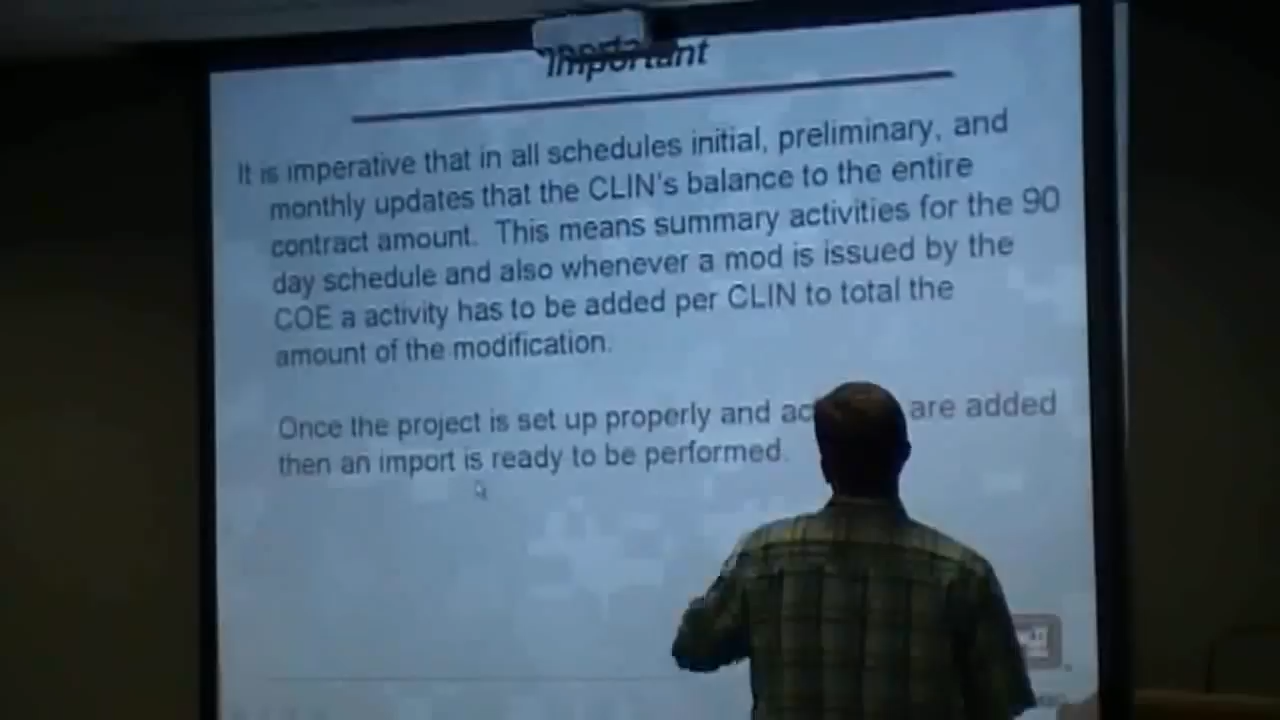 Important
It is imperative that in all schedules initial, preliminary, and
monthly updates that the CLIN's balance to the entire
contract amount. This means summary activities for the 90
day schedule and also whenever a mod is issued by the
COE a activity has to be added per CLIN to total the
amount of the modification.
Once the project is set up properly and are added
then an import is ready to be performed.